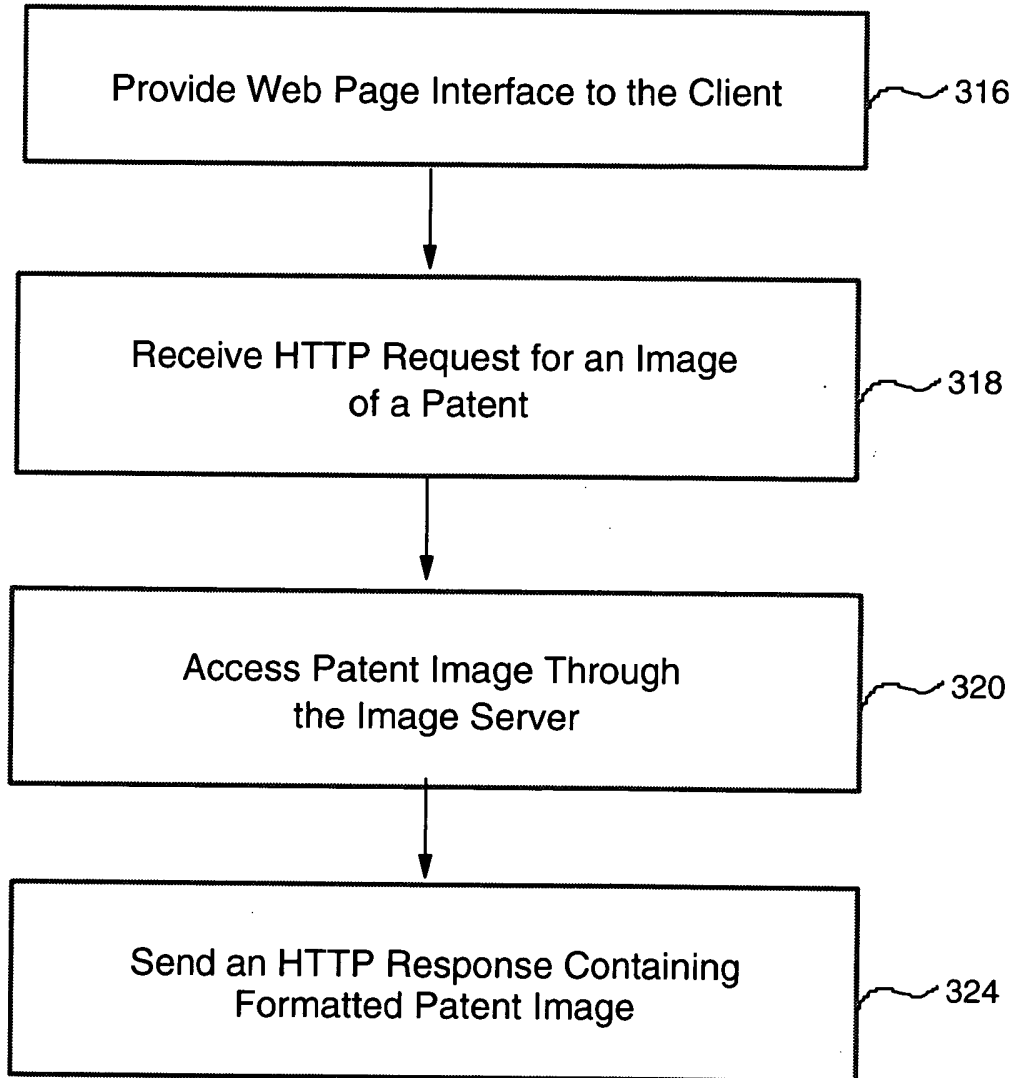 Provide Web Page Interface to the Client
316
Receive HTTP Request for an Image
of a Patent
318
Access Patent Image Through
the Image Server
320
Send an HTTP Response Containing
Formatted Patent Image
324